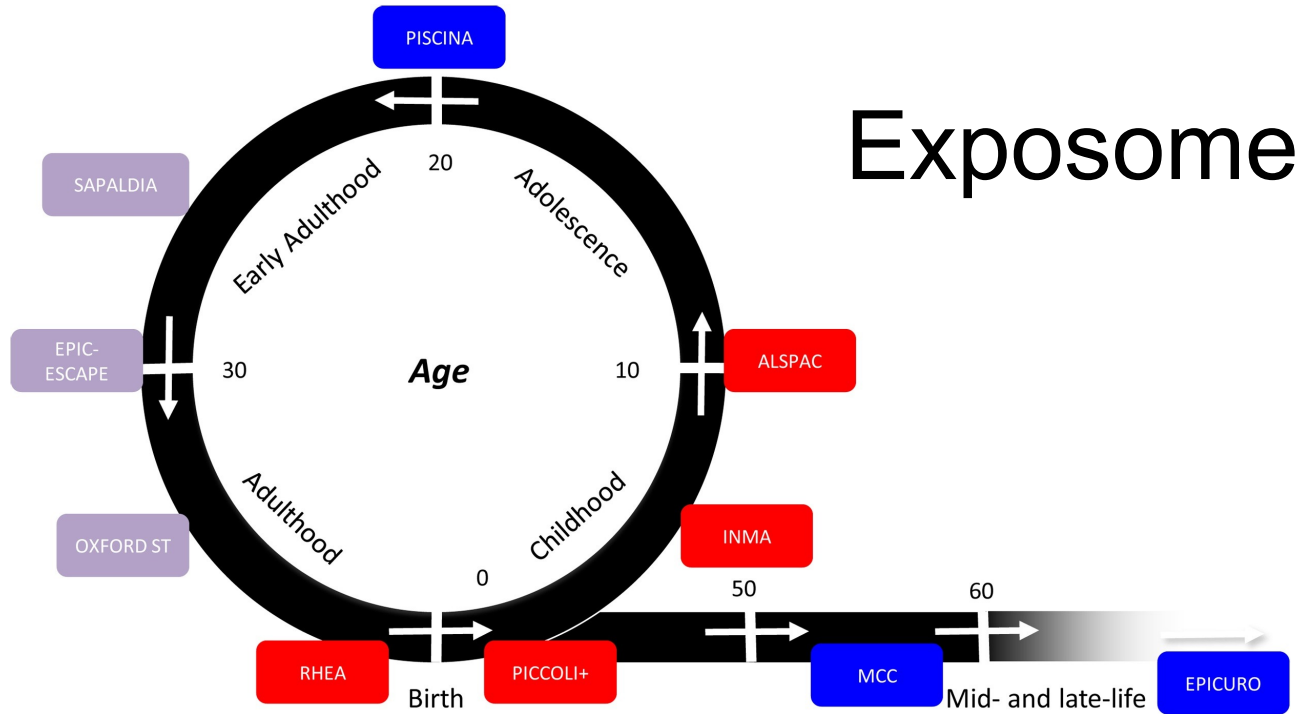 PISCINA
Exposome
20
SAPALDIA
Early Adulthood
Adolescence
EPIC-
ESCAPE
30
Age
10
ALSPAC
Adulthood
Childhood
OXFORD ST
INMA
0
50
60
RHEA
PICCOLI+
MCC
EPICURO
Birth
Mid- and late-life